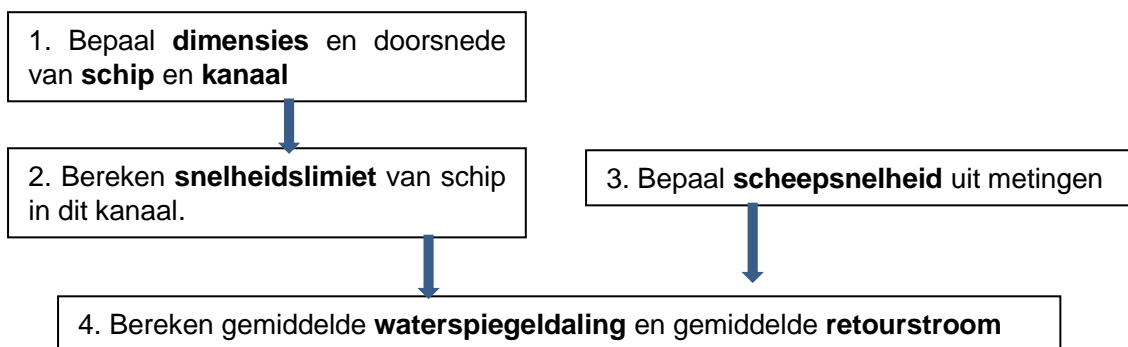 1. Bepaal dimensies en doorsnede
van schip en kanaal
2. Bereken snelheidslimiet van schip
in dit kanaal.
3. Bepaal scheepsnelheid uit metingen
4. Bereken gemiddelde waterspiegeldaling en gemiddelde retourstroom